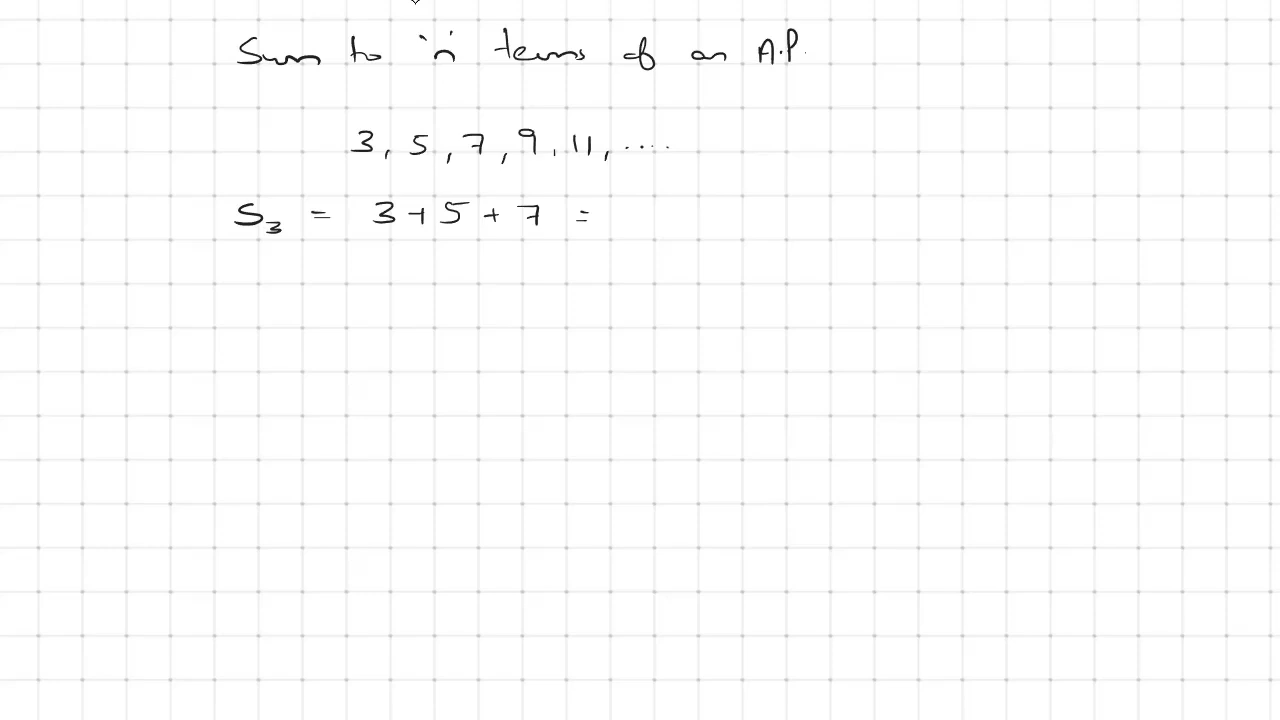 Sum to 'n' terms of an A.P.
3, 5, 7, 9, 11, ....
S₃ = 3 + 5 + 7 =